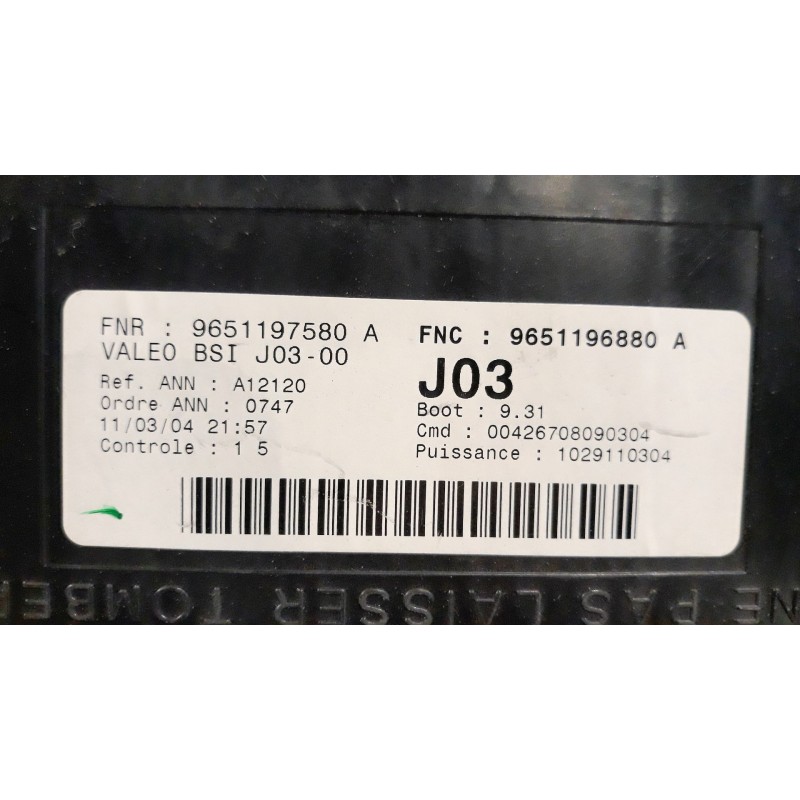 FNR : 9651197580 A
VALEO BSI J03-00
Ref. ANN : A12120
Ordre ANN : 0747
11/03/04 21:57
Controle : 1 5
FNC : 9651196880 A
J03
Boot : 9.31
Cmd : 00426708090304
Puissance : 1029110304
NE PAS LAISSER TOMBER